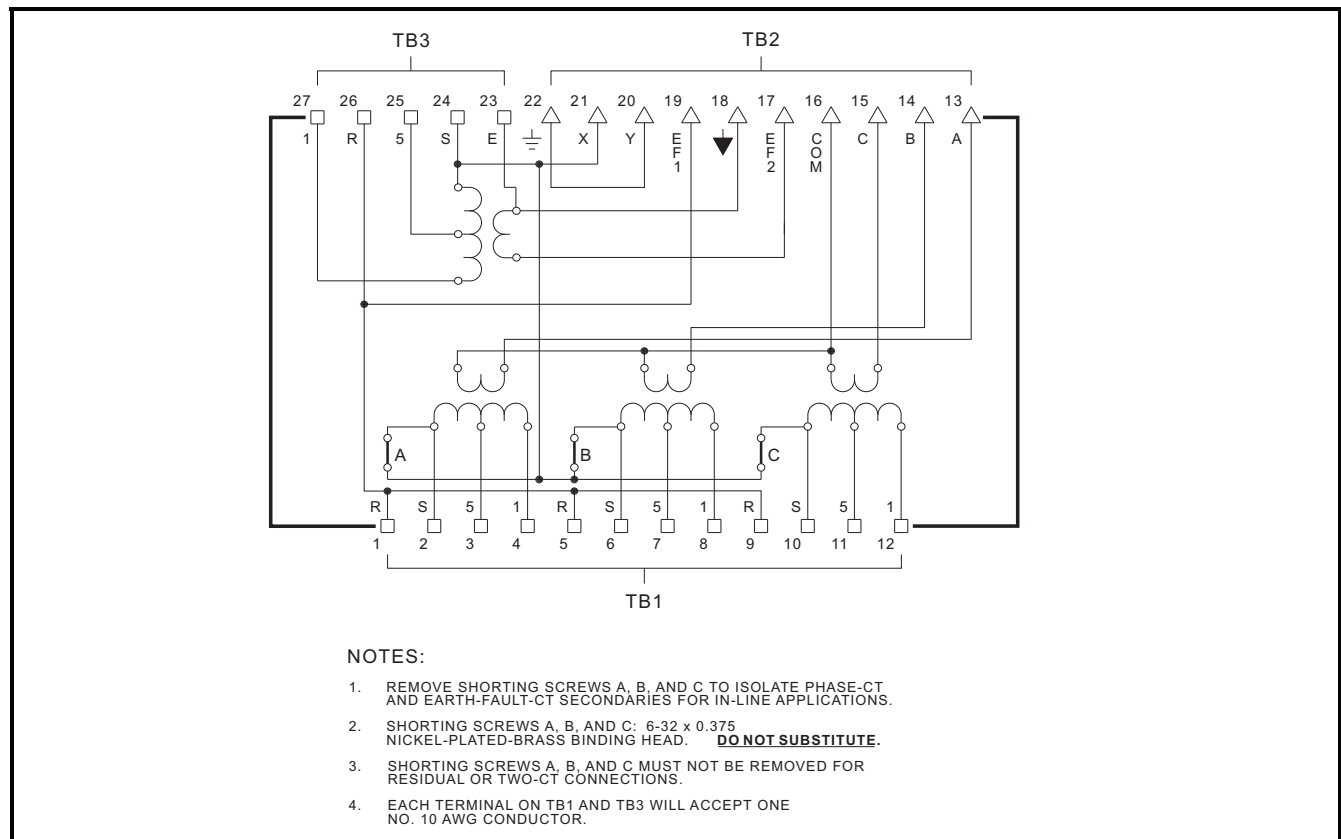 TB3 TB2
27 26 25 24 23 22 21 20 19 18 17 16 15 14 13
1 R 5 S E X Y EF1 EF2 COM C B A
A B C
R S 5 1 R S 5 1 R S 5 1
1 2 3 4 5 6 7 8 9 10 11 12
TB1
NOTES:
1. REMOVE SHORTING SCREWS A, B, AND C TO ISOLATE PHASE-CT
AND EARTH-FAULT-CT SECONDARIES FOR IN-LINE APPLICATIONS.
2. SHORTING SCREWS A, B, AND C: 6-32 x 0.375
NICKEL-PLATED-BRASS BINDING HEAD. DO NOT SUBSTITUTE.
3. SHORTING SCREWS A, B, AND C MUST NOT BE REMOVED FOR
RESIDUAL OR TWO-CT CONNECTIONS.
4. EACH TERMINAL ON TB1 AND TB3 WILL ACCEPT ONE
NO. 10 AWG CONDUCTOR.